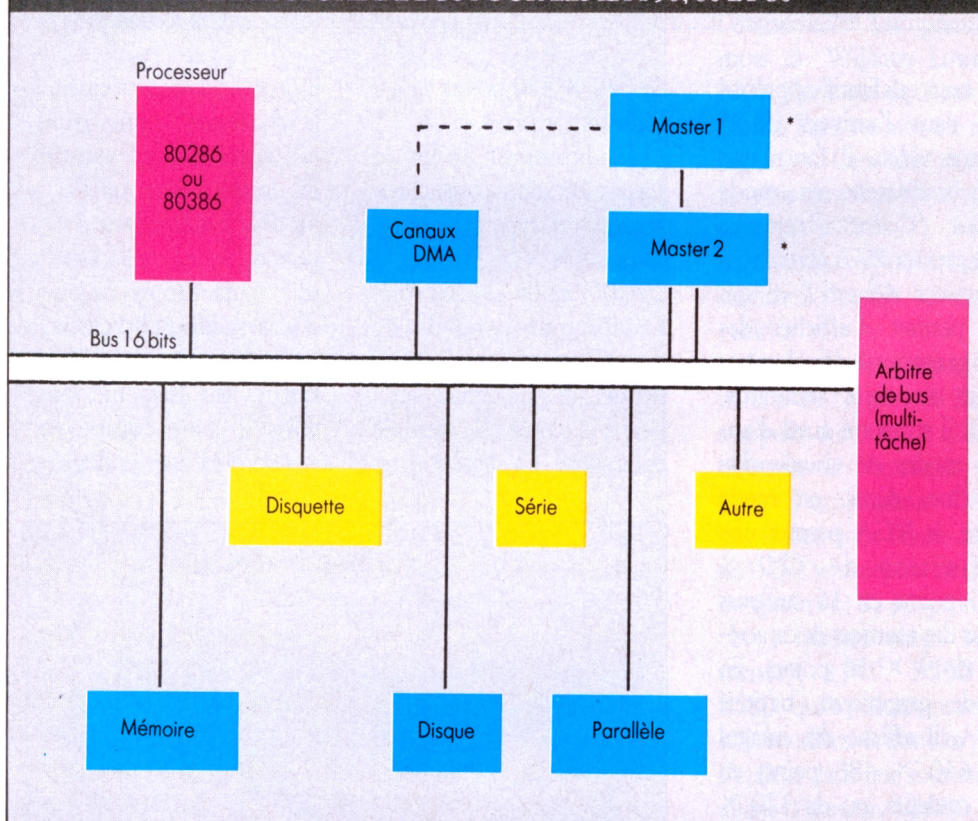 Processeur
80286
ou
80386
Master 1 *
Canaux
DMA
Master 2 *
Bus 16 bits
Arbitre
de bus
(multi-
tâche)
Disquette
Série
Autre
Mémoire
Disque
Parallèle